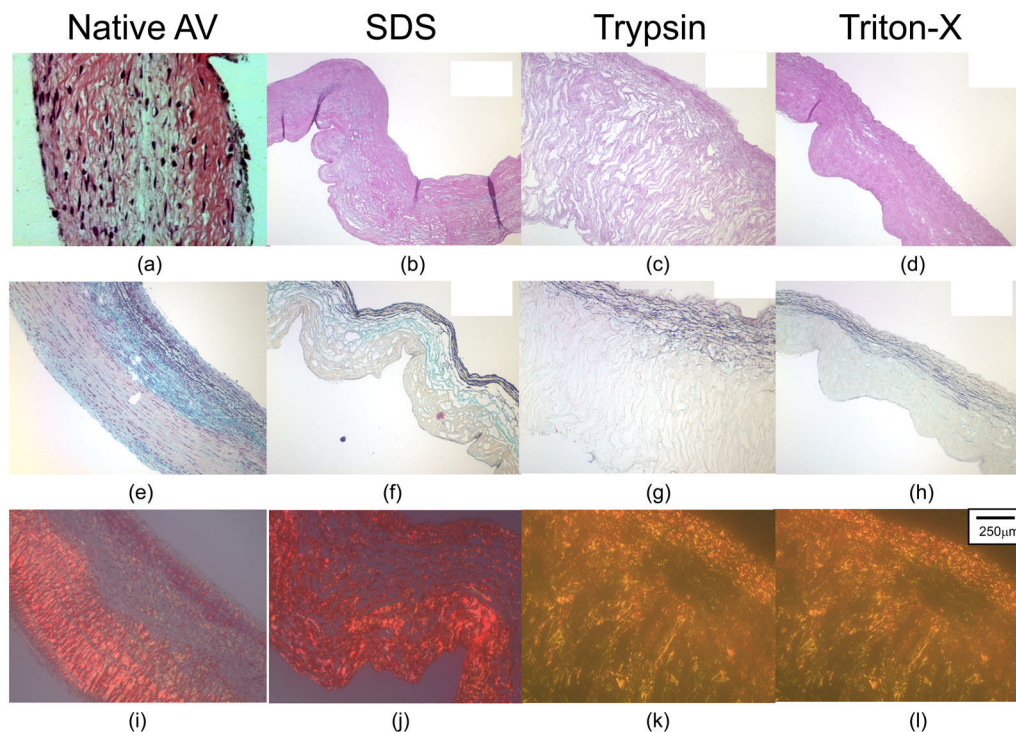 Native AV SDS Trypsin Triton-X
(a) (b) (c) (d)
(e) (f) (g) (h)
250μm
(i) (j) (k) (l)